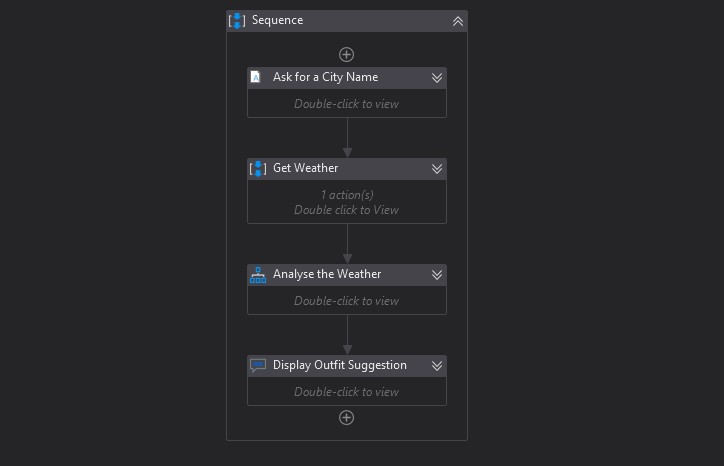 Sequence
Ask for a City Name
Double-click to view
Get Weather
1 action(s)
Double click to View
Analyse the Weather
Double-click to view
Display Outfit Suggestion
Double-click to view